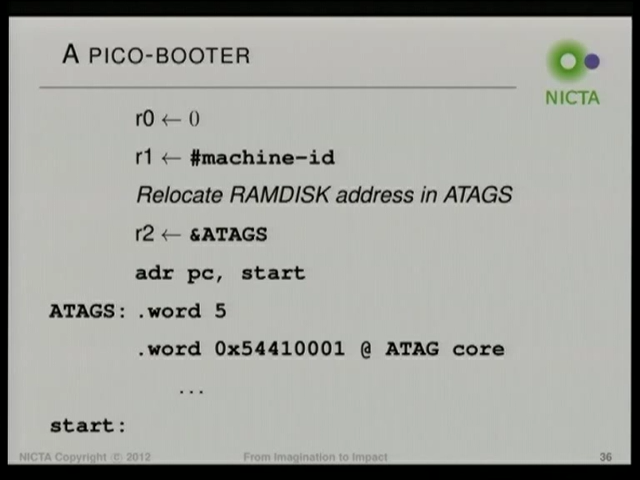 A PICO-BOOTER
NICTA
r0 ← 0
r1 ← #machine-id
Relocate RAMDISK address in ATAGS
r2 ← &ATAGS
adr pc, start
ATAGS: .word 5
.word 0x54410001 @ ATAG core
...
start:
NICTA Copyright © 2012 From Imagination to Impact 36